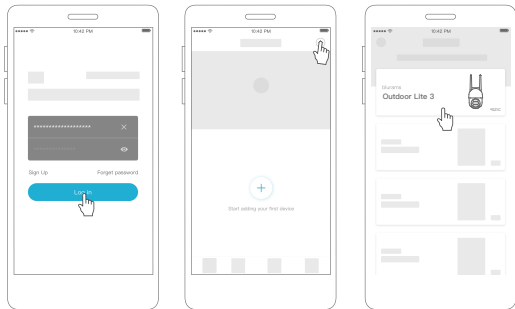 10:42 PM
******************
Sign Up
Forget password
Log in
10:42 PM
Start adding your first device
10:42 PM
Outdoor Lite 3